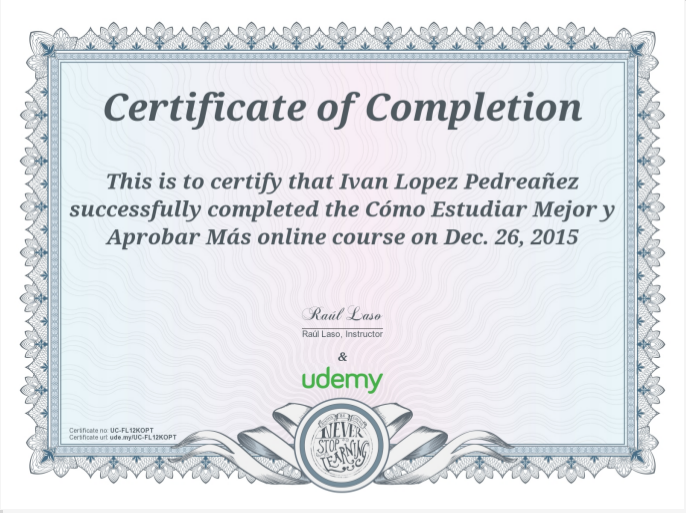 Certificate of Completion
This is to certify that Ivan Lopez Pedreañez
successfully completed the Cómo Estudiar Mejor y
Aprobar Más online course on Dec. 26, 2015
Raúl Laso
Raúl Laso, Instructor
&
udemy
Certificate no: UC-FL12KOPT
Certificate url: ude.my/UC-FL12KOPT
NEVER
STOP
LEARNING